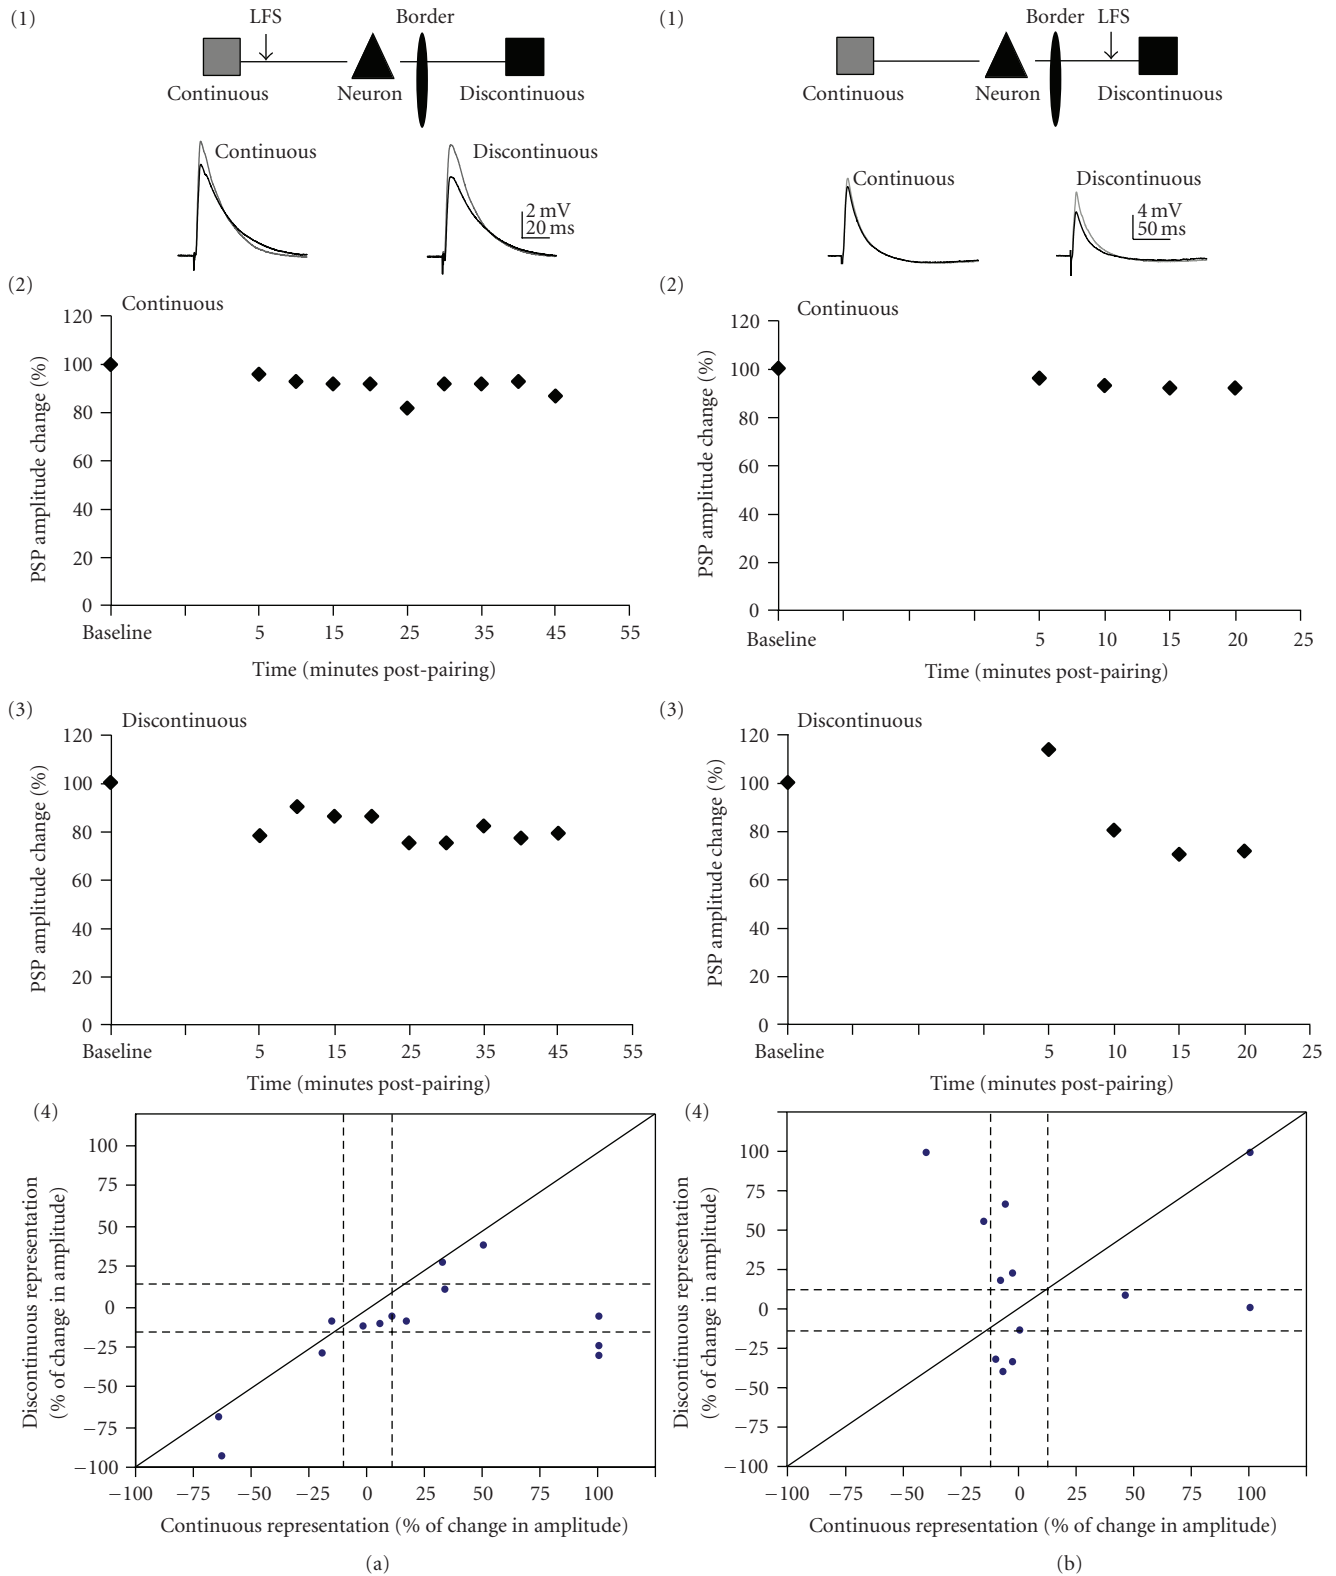 (1)
LFS
Border
Continuous
Neuron
Discontinuous
Continuous
Discontinuous
2 mV
20 ms
(2)
Continuous
120
100
80
60
40
20
0
PSP amplitude change (%)
Baseline 5 15 25 35 45 55
Time (minutes post-pairing)
(3)
Discontinuous
120
100
80
60
40
20
0
PSP amplitude change (%)
Baseline 5 15 25 35 45 55
Time (minutes post-pairing)
(4)
100
75
50
25
0
−25
−50
−75
−100
Discontinuous representation
(% of change in amplitude)
−100 −75 −50 −25 0 25 50 75 100
Continuous representation (% of change in amplitude)
(a)
(1)
Border
LFS
Continuous
Neuron
Discontinuous
Continuous
Discontinuous
4 mV
50 ms
(2)
Continuous
120
100
80
60
40
20
0
PSP amplitude change (%)
Baseline 5 10 15 20 25
Time (minutes post-pairing)
(3)
Discontinuous
120
100
80
60
40
20
0
PSP amplitude change (%)
Baseline 5 10 15 20 25
Time (minutes post-pairing)
(4)
100
75
50
25
0
−25
−50
−75
−100
Discontinuous representation
(% of change in amplitude)
−100 −75 −50 −25 0 25 50 75 100
Continuous representation (% of change in amplitude)
(b)